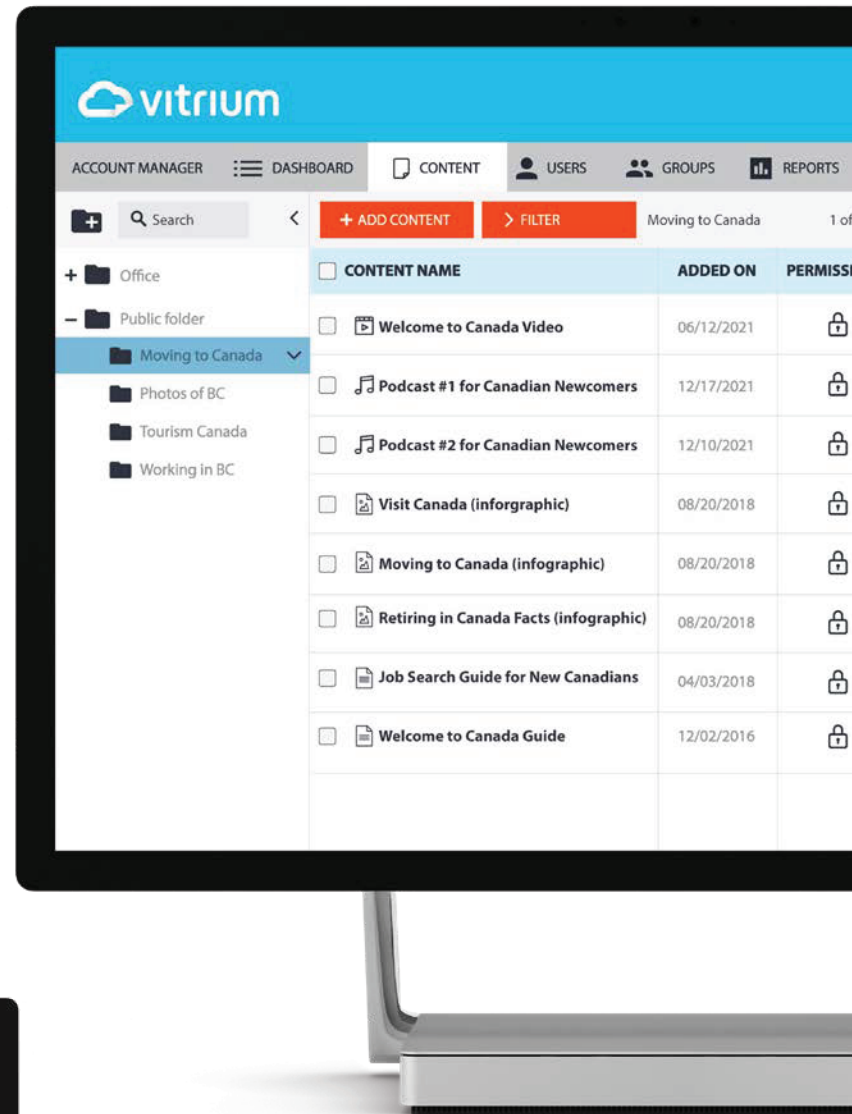 vitrium
ACCOUNT MANAGER DASHBOARD CONTENT USERS GROUPS REPORTS
Search + ADD CONTENT > FILTER Moving to Canada 1 of
CONTENT NAME ADDED ON PERMISSI
+ Office
– Public folder
Moving to Canada
Photos of BC
Tourism Canada
Working in BC
Welcome to Canada Video 06/12/2021
Podcast #1 for Canadian Newcomers 12/17/2021
Podcast #2 for Canadian Newcomers 12/10/2021
Visit Canada (inforgraphic) 08/20/2018
Moving to Canada (infographic) 08/20/2018
Retiring in Canada Facts (infographic) 08/20/2018
Job Search Guide for New Canadians 04/03/2018
Welcome to Canada Guide 12/02/2016